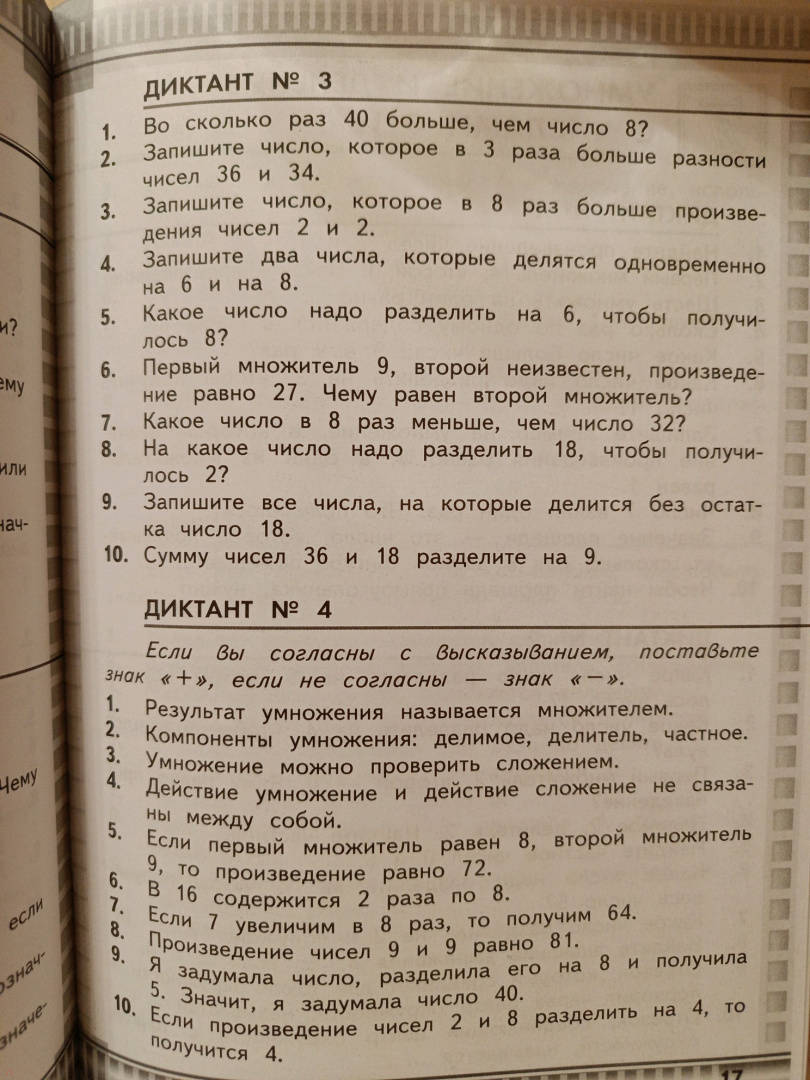 ДИКТАНТ № 3
1. Во сколько раз 40 больше, чем число 8?
2. Запишите число, которое в 3 раза больше разности
чисел 36 и 34.
3. Запишите число, которое в 8 раз больше произве-
дения чисел 2 и 2.
4. Запишите два числа, которые делятся одновременно
на 6 и на 8.
5. Какое число надо разделить на 6, чтобы получи-
лось 8?
6. Первый множитель 9, второй неизвестен, произведе-
ние равно 27. Чему равен второй множитель?
7. Какое число в 8 раз меньше, чем число 32?
8. На какое число надо разделить 18, чтобы получи-
лось 2?
9. Запишите все числа, на которые делится без остат-
ка число 18.
10. Сумму чисел 36 и 18 разделите на 9.
ДИКТАНТ № 4
Если вы согласны с высказыванием, поставьте
знак «+», если не согласны — знак «−».
1. Результат умножения называется множителем.
2. Компоненты умножения: делимое, делитель, частное.
3. Умножение можно проверить сложением.
4. Действие умножение и действие сложение не связа-
ны между собой.
5. Если первый множитель равен 8, второй множитель
9, то произведение равно 72.
6. В 16 содержится 2 раза по 8.
7. Если 7 увеличим в 8 раз, то получим 64.
8. Произведение чисел 9 и 9 равно 81.
9. Я задумала число, разделила его на 8 и получила
5. Значит, я задумала число 40.
10. Если произведение чисел 2 и 8 разделить на 4, то
получится 4.
17
и?
ему
или
нач-
Чему
если
означ-
значе-